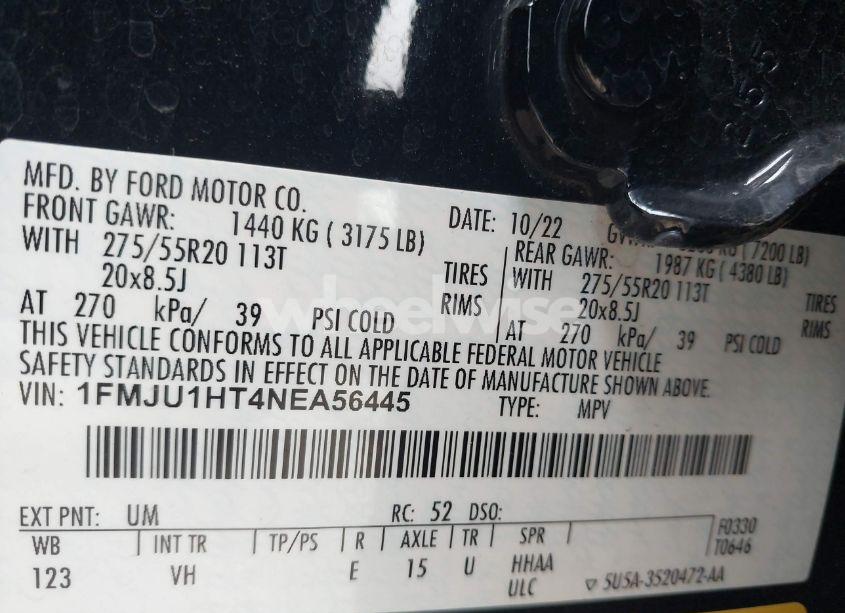 MFD. BY FORD MOTOR CO.
DATE: 10/22 (7200 LB)
FRONT GAWR: 1440 KG ( 3175 LB) REAR GAWR: 1987 KG ( 4380 LB)
WITH 275/55R20 113T TIRES WITH 275/55R20 113T TIRES
20x8.5J RIMS 20x8.5J RIMS
AT 270 kPa/ 39 PSI COLD AT 270 kPa/ 39 PSI COLD
THIS VEHICLE CONFORMS TO ALL APPLICABLE FEDERAL MOTOR VEHICLE
SAFETY STANDARDS IN EFFECT ON THE DATE OF MANUFACTURE SHOWN ABOVE.
VIN: 1FMJU1HT4NEA56445 TYPE: MPV
EXT PNT: UM RC: 52 DSO:
WB INT TR TP/PS R AXLE TR SPR F0330
T0646
123 VH E 15 U HHAA
ULC 5U5A-3520472-AA
wheelwise